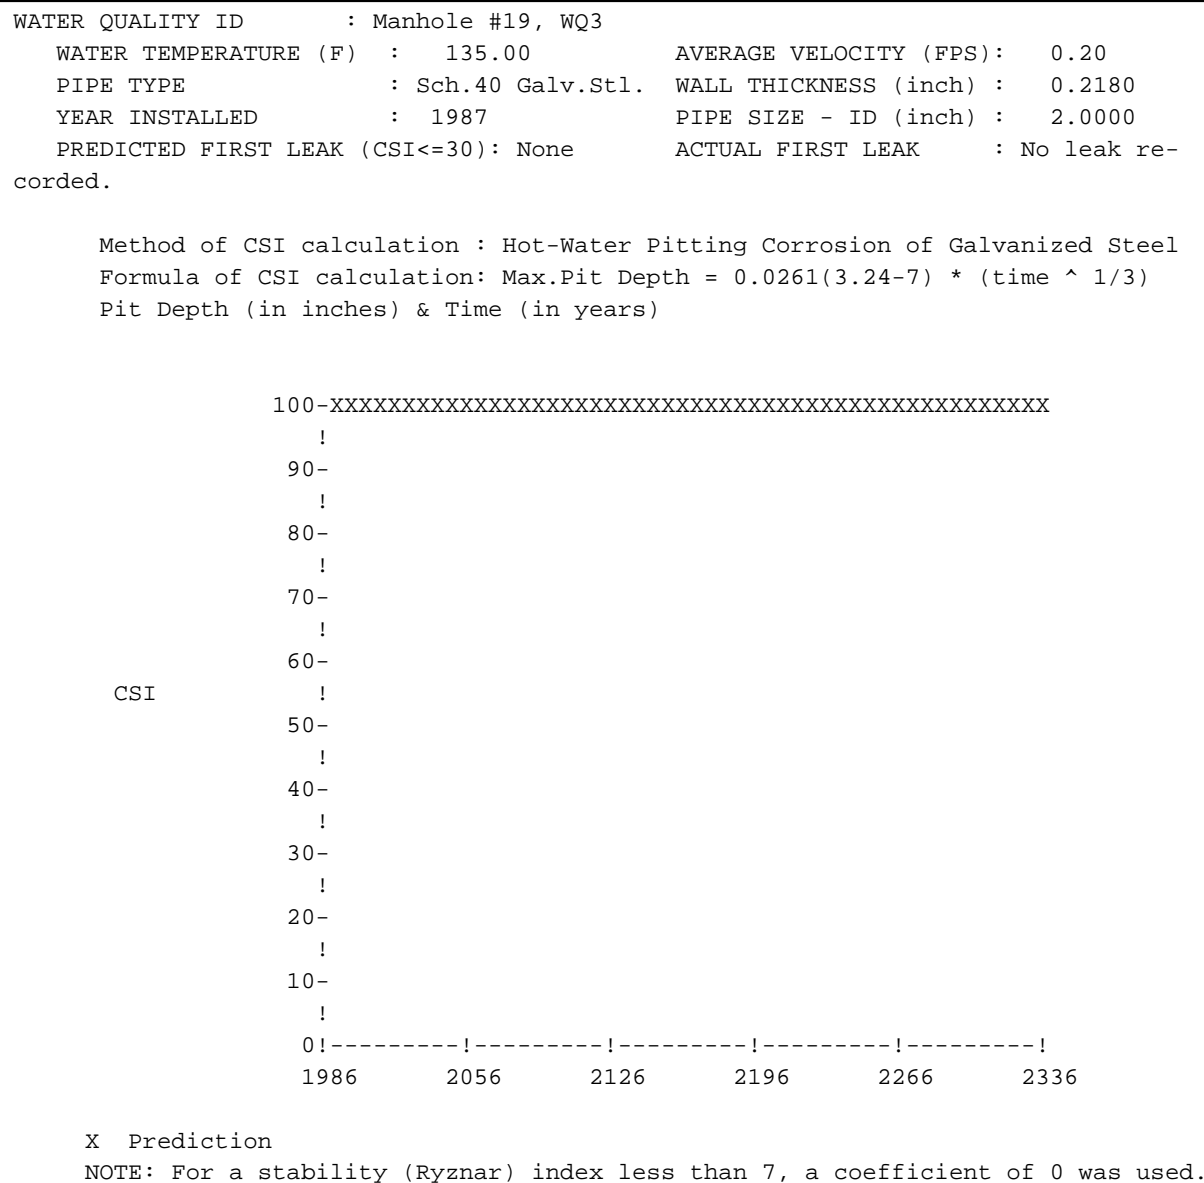 WATER QUALITY ID       : Manhole #19, WQ3
   WATER TEMPERATURE (F)  :   135.00          AVERAGE VELOCITY (FPS):   0.20
   PIPE TYPE              : Sch.40 Galv.Stl.  WALL THICKNESS (inch) :   0.2180
   YEAR INSTALLED         :  1987             PIPE SIZE - ID (inch) :   2.0000
   PREDICTED FIRST LEAK (CSI<=30): None       ACTUAL FIRST LEAK     : No leak re-
corded.
      Method of CSI calculation : Hot-Water Pitting Corrosion of Galvanized Steel
      Formula of CSI calculation: Max.Pit Depth = 0.0261(3.24-7) * (time ^ 1/3)
      Pit Depth (in inches) & Time (in years)
                  100-XXXXXXXXXXXXXXXXXXXXXXXXXXXXXXXXXXXXXXXXXXXXXXXXXX
                     !
                   90-
                     !
                   80-
                     !
                   70-
                     !
                   60-
       CSI           !
                   50-
                     !
                   40-
                     !
                   30-
                     !
                   20-
                     !
                   10-
                     !
                    0!---------!---------!---------!---------!---------!
                    1986      2056      2126      2196      2266      2336
     X  Prediction
     NOTE: For a stability (Ryznar) index less than 7, a coefficient of 0 was used.